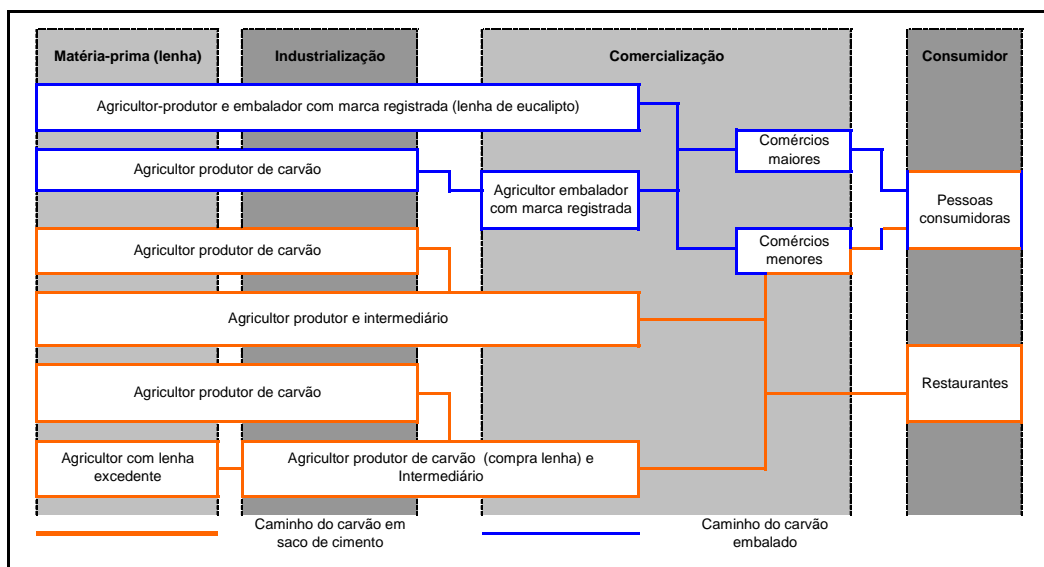 Matéria-prima (lenha)
Industrialização
Comercialização
Consumidor
Agricultor-produtor e embalador com marca registrada (lenha de eucalipto)
Comércios
maiores
Agricultor produtor de carvão
Agricultor embalador
com marca registrada
Pessoas
consumidoras
Agricultor produtor de carvão
Comércios
menores
Agricultor produtor e intermediário
Agricultor produtor de carvão
Restaurantes
Agricultor com lenha
excedente
Agricultor produtor de carvão (compra lenha) e
Intermediário
Caminho do carvão em
saco de cimento
Caminho do carvão
embalado